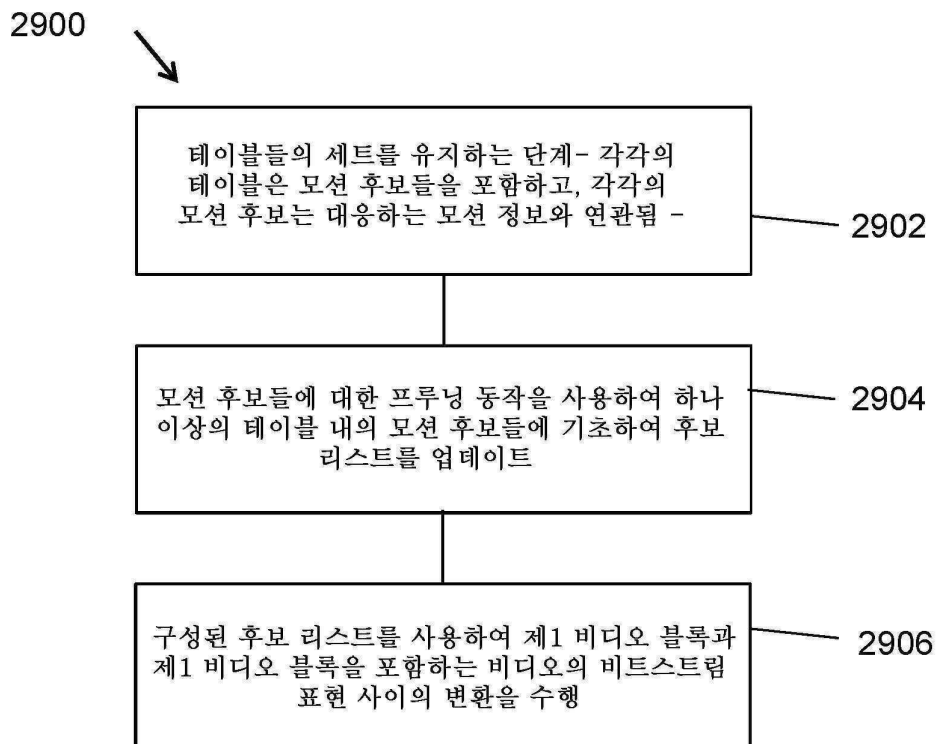 2900
테이블들의 세트를 유지하는 단계- 각각의
테이블은 모션 후보들을 포함하고, 각각의
모션 후보는 대응하는 모션 정보와 연관됨 -
2902
모션 후보들에 대한 프루닝 동작을 사용하여 하나
이상의 테이블 내의 모션 후보들에 기초하여 후보
리스트를 업데이트
2904
구성된 후보 리스트를 사용하여 제1 비디오 블록과
제1 비디오 블록을 포함하는 비디오의 비트스트림
표현 사이의 변환을 수행
2906